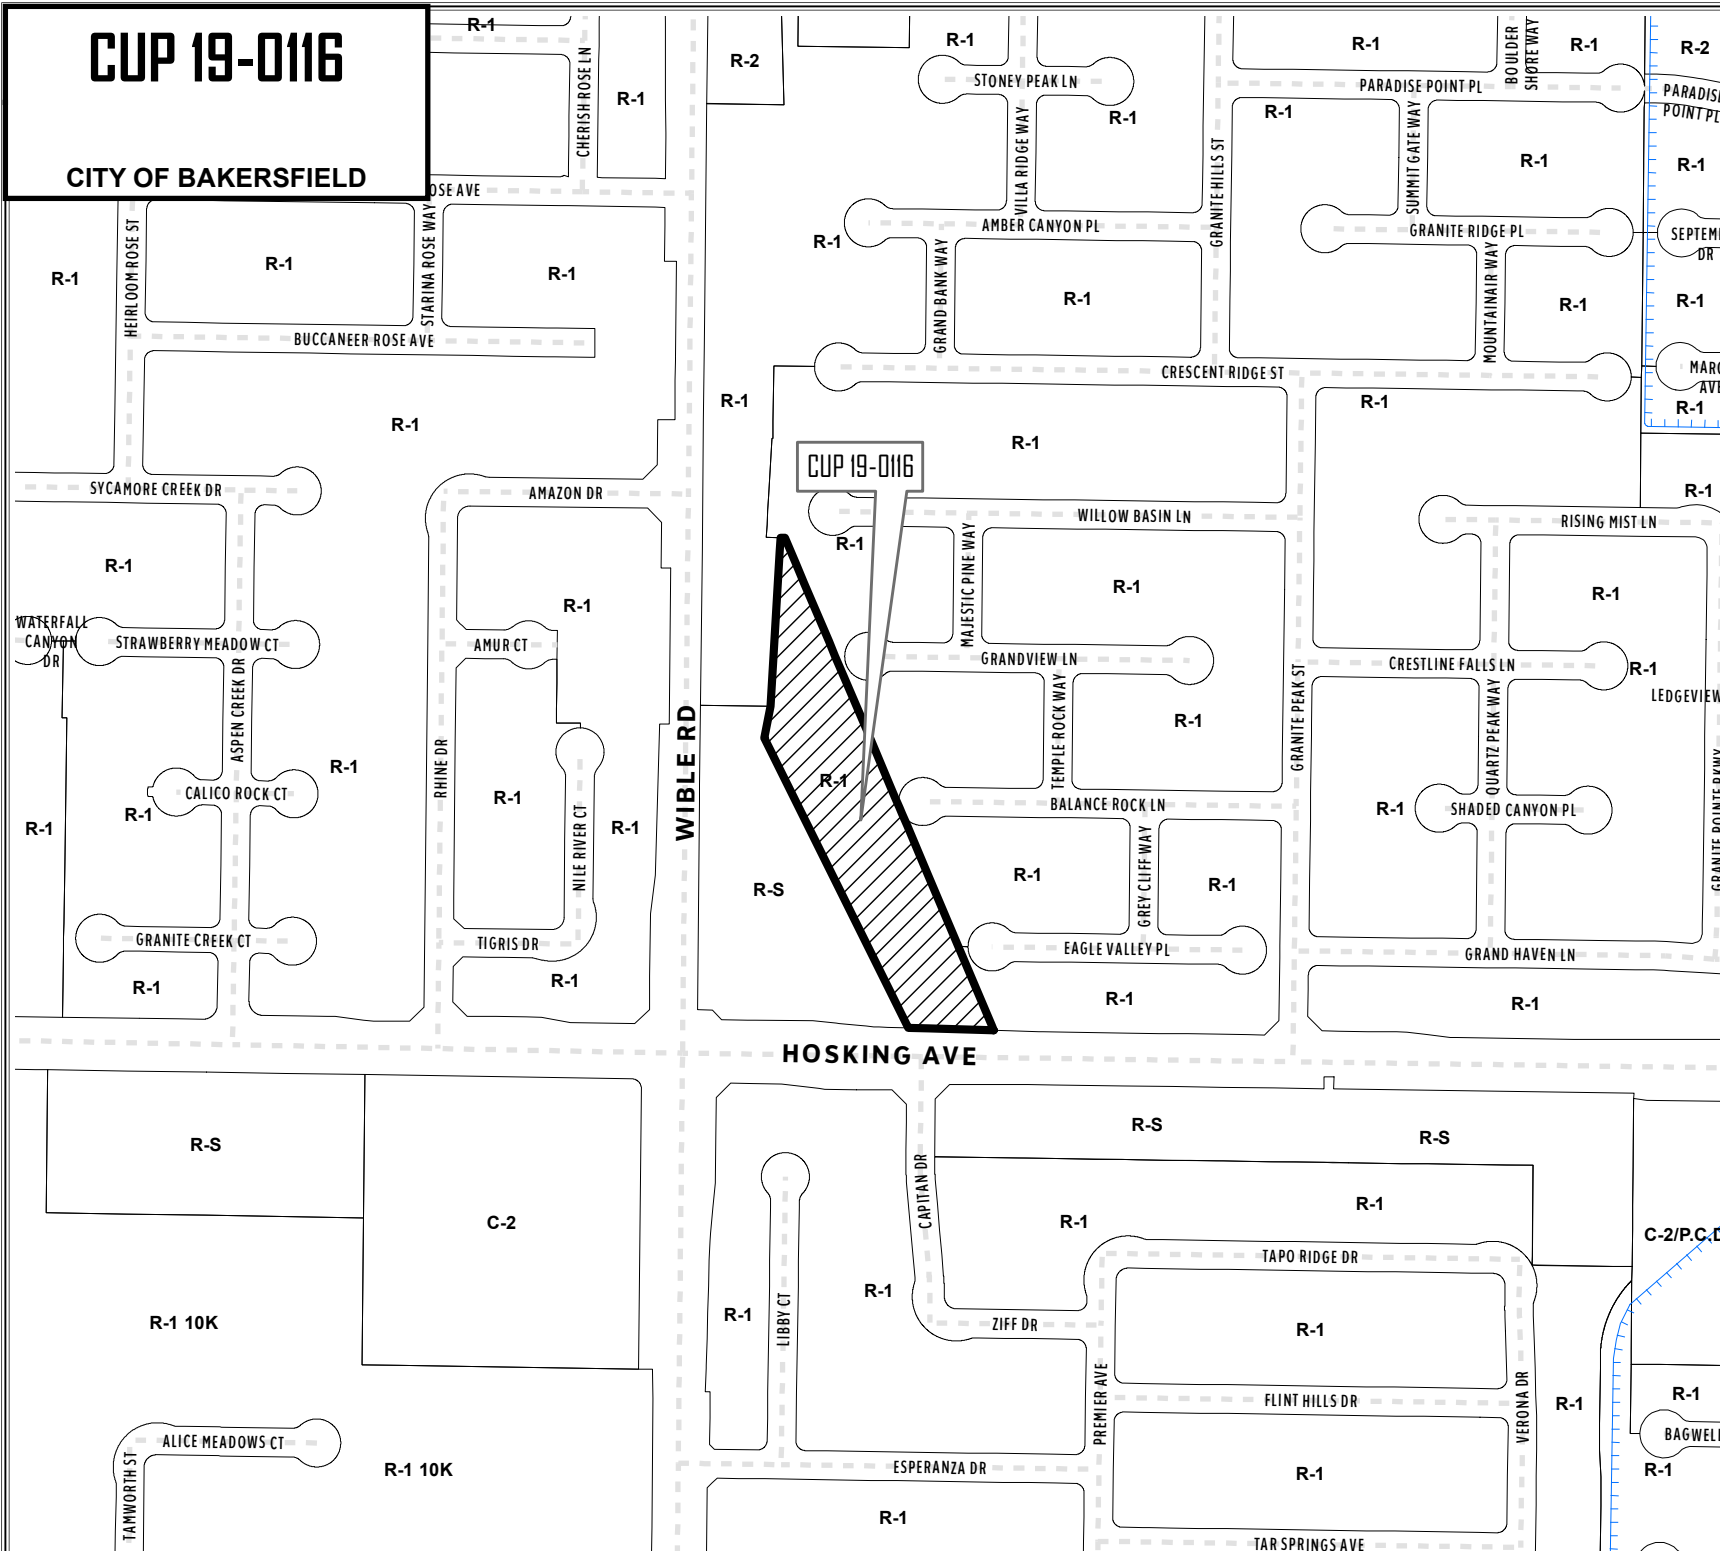 CUP 19-0116
CITY OF BAKERSFIELD
R-1
CHERISH ROSE LN
R-1
R-2
R-1
STONEY PEAK LN
R-1
VILLA RIDGE WAY
GRANITE HILLS ST
R-1
BOULDER
SHORE WAY
R-1
R-2
PARADISE POINT PL
PARADISE
POINT PL
R-1
SUMMIT GATE WAY
R-1
R-1
OSE AVE
HEIRLOOM ROSE ST
R-1
R-1
STARINA ROSE WAY
R-1
BUCCANEER ROSE AVE
R-1
AMBER CANYON PL
R-1
GRAND BANK WAY
R-1
GRANITE RIDGE PL
MOUNTAINAIR WAY
R-1
SEPTEM
DR
R-1
CRESCENT RIDGE ST
MARC
AVE
R-1
R-1
R-1
R-1
R-1
CUP 19-0116
SYCAMORE CREEK DR
AMAZON DR
WILLOW BASIN LN
R-1
RISING MIST LN
R-1
R-1
MAJESTIC PINE WAY
R-1
R-1
R-1
WATERFALL
CANYON
DR
STRAWBERRY MEADOW CT
AMUR CT
GRANDVIEW LN
CRESTLINE FALLS LN
R-1
LEDGEVIEW
ASPEN CREEK DR
R-1
RHINE DR
WIBLE RD
TEMPLE ROCK WAY
R-1
GRANITE PEAK ST
QUARTZ PEAK WAY
GRANITE POINTE PKWY
CALICO ROCK CT
R-1
R-1
R-1
NILE RIVER CT
R-1
R-1
BALANCE ROCK LN
R-1
SHADED CANYON PL
R-S
R-1
GREY CLIFF WAY
R-1
GRANITE CREEK CT
TIGRIS DR
EAGLE VALLEY PL
GRAND HAVEN LN
R-1
R-1
R-1
R-1
HOSKING AVE
R-S
R-S
R-S
C-2
CAPITAN DR
R-1
R-1
C-2/P.C.D
TAPO RIDGE DR
R-1 10K
R-1
LIBBY CT
R-1
ZIFF DR
R-1
PREMIER AVE
FLINT HILLS DR
VERONA DR
R-1
R-1
BAGWELL
ALICE MEADOWS CT
TAMWORTH ST
R-1 10K
ESPERANZA DR
R-1
R-1
R-1
TAR SPRINGS AVE